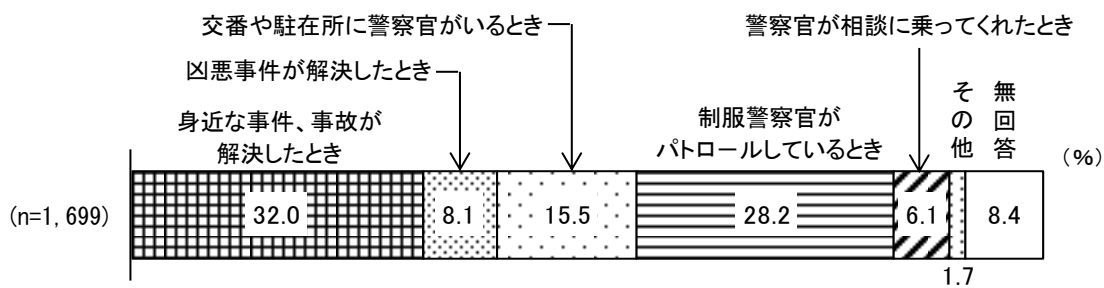 交番や駐在所に警察官がいるとき
警察官が相談に乗ってくれたとき
凶悪事件が解決したとき
身近な事件、事故が
解決したとき
制服警察官が
パトロールしているとき
その他
無回答
(%)
(n=1,699)
32.0
8.1
15.5
28.2
6.1
8.4
1.7